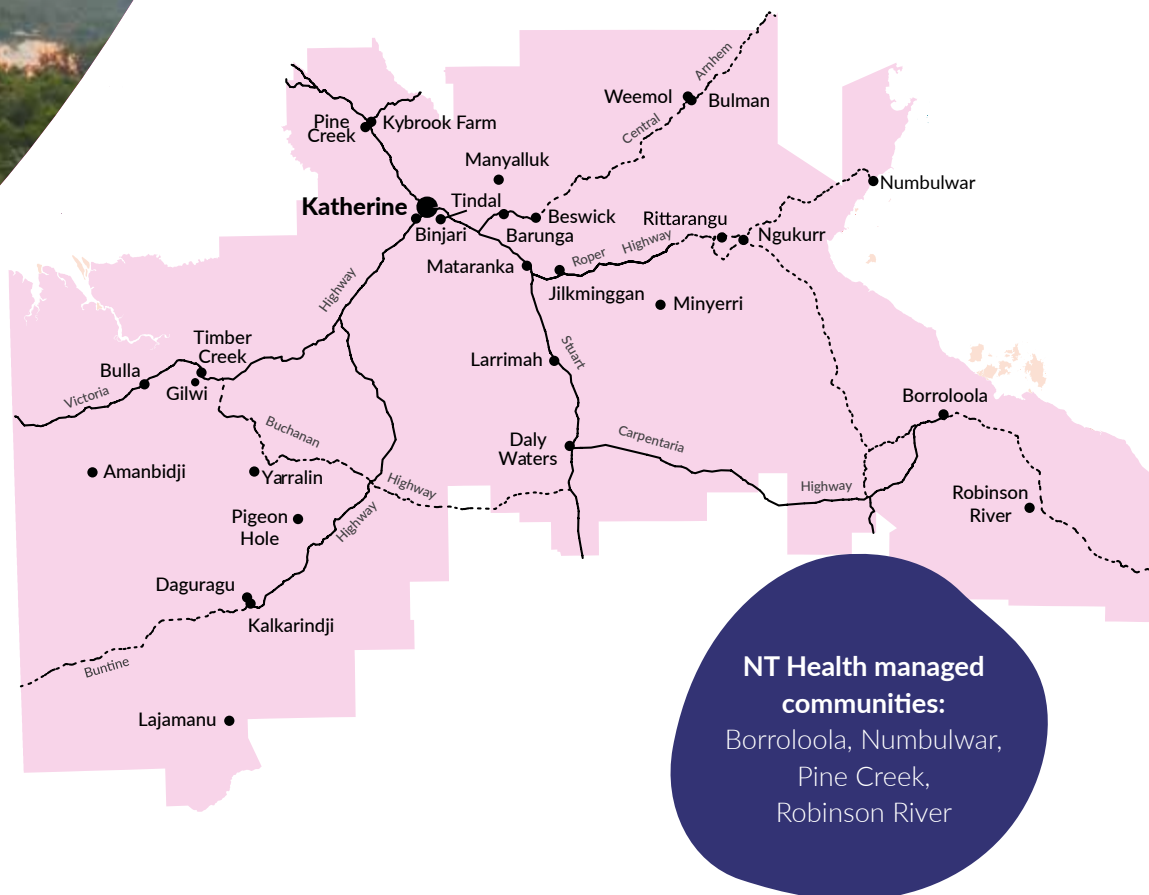 Arnhem
Central
Weemol
Bulman
Pine
Creek
Kybrook Farm
Manyalluk
Numbulwar
Katherine
Tindal
Binjari
Barunga
Beswick
Rittarangu
Ngukurr
Mataranka
Roper
Highway
Jilkminggan
Minyerri
Highway
Timber
Creek
Bulla
Gilwi
Victoria
Larrimah
Stuart
Borroloola
Buchanan
Daly
Waters
Carpentaria
Amanbidji
Yarralin
Highway
Highway
Robinson
River
Pigeon
Hole
Highway
Daguragu
Kalkarindji
Buntine
Lajamanu
NT Health managed
communities:
Borroloola, Numbulwar,
Pine Creek,
Robinson River